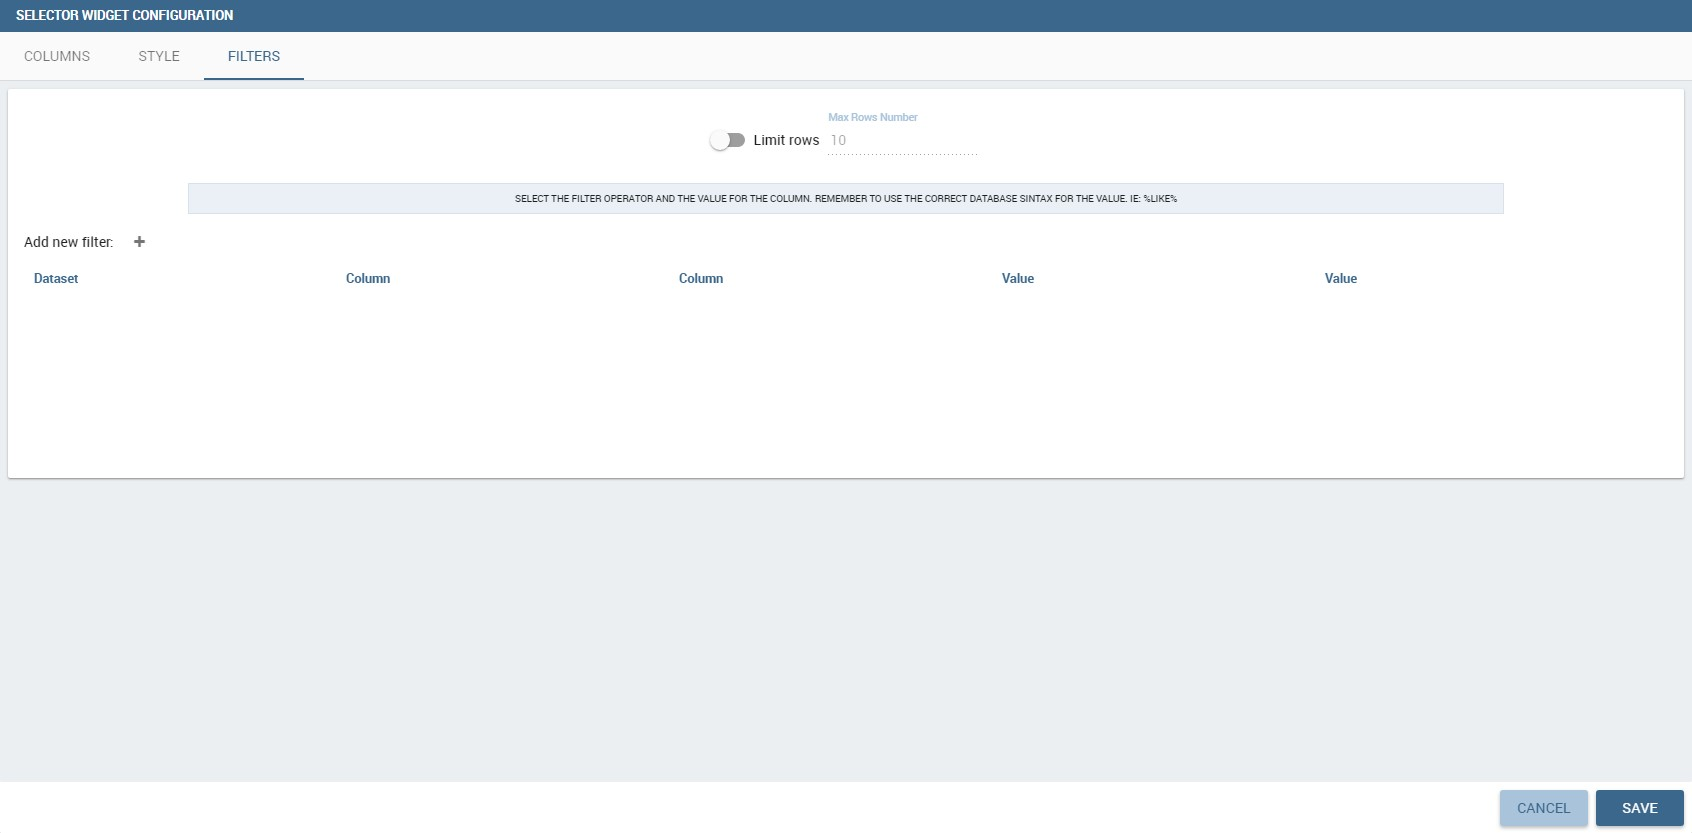 SELECTOR WIDGET CONFIGURATION
COLUMNS STYLE FILTERS
Max Rows Number
Limit rows 10
SELECT THE FILTER OPERATOR AND THE VALUE FOR THE COLUMN. REMEMBER TO USE THE CORRECT DATABASE SINTAX FOR THE VALUE. IE: %LIKE%
Add new filter: +
Dataset Column Column Value Value
CANCEL SAVE